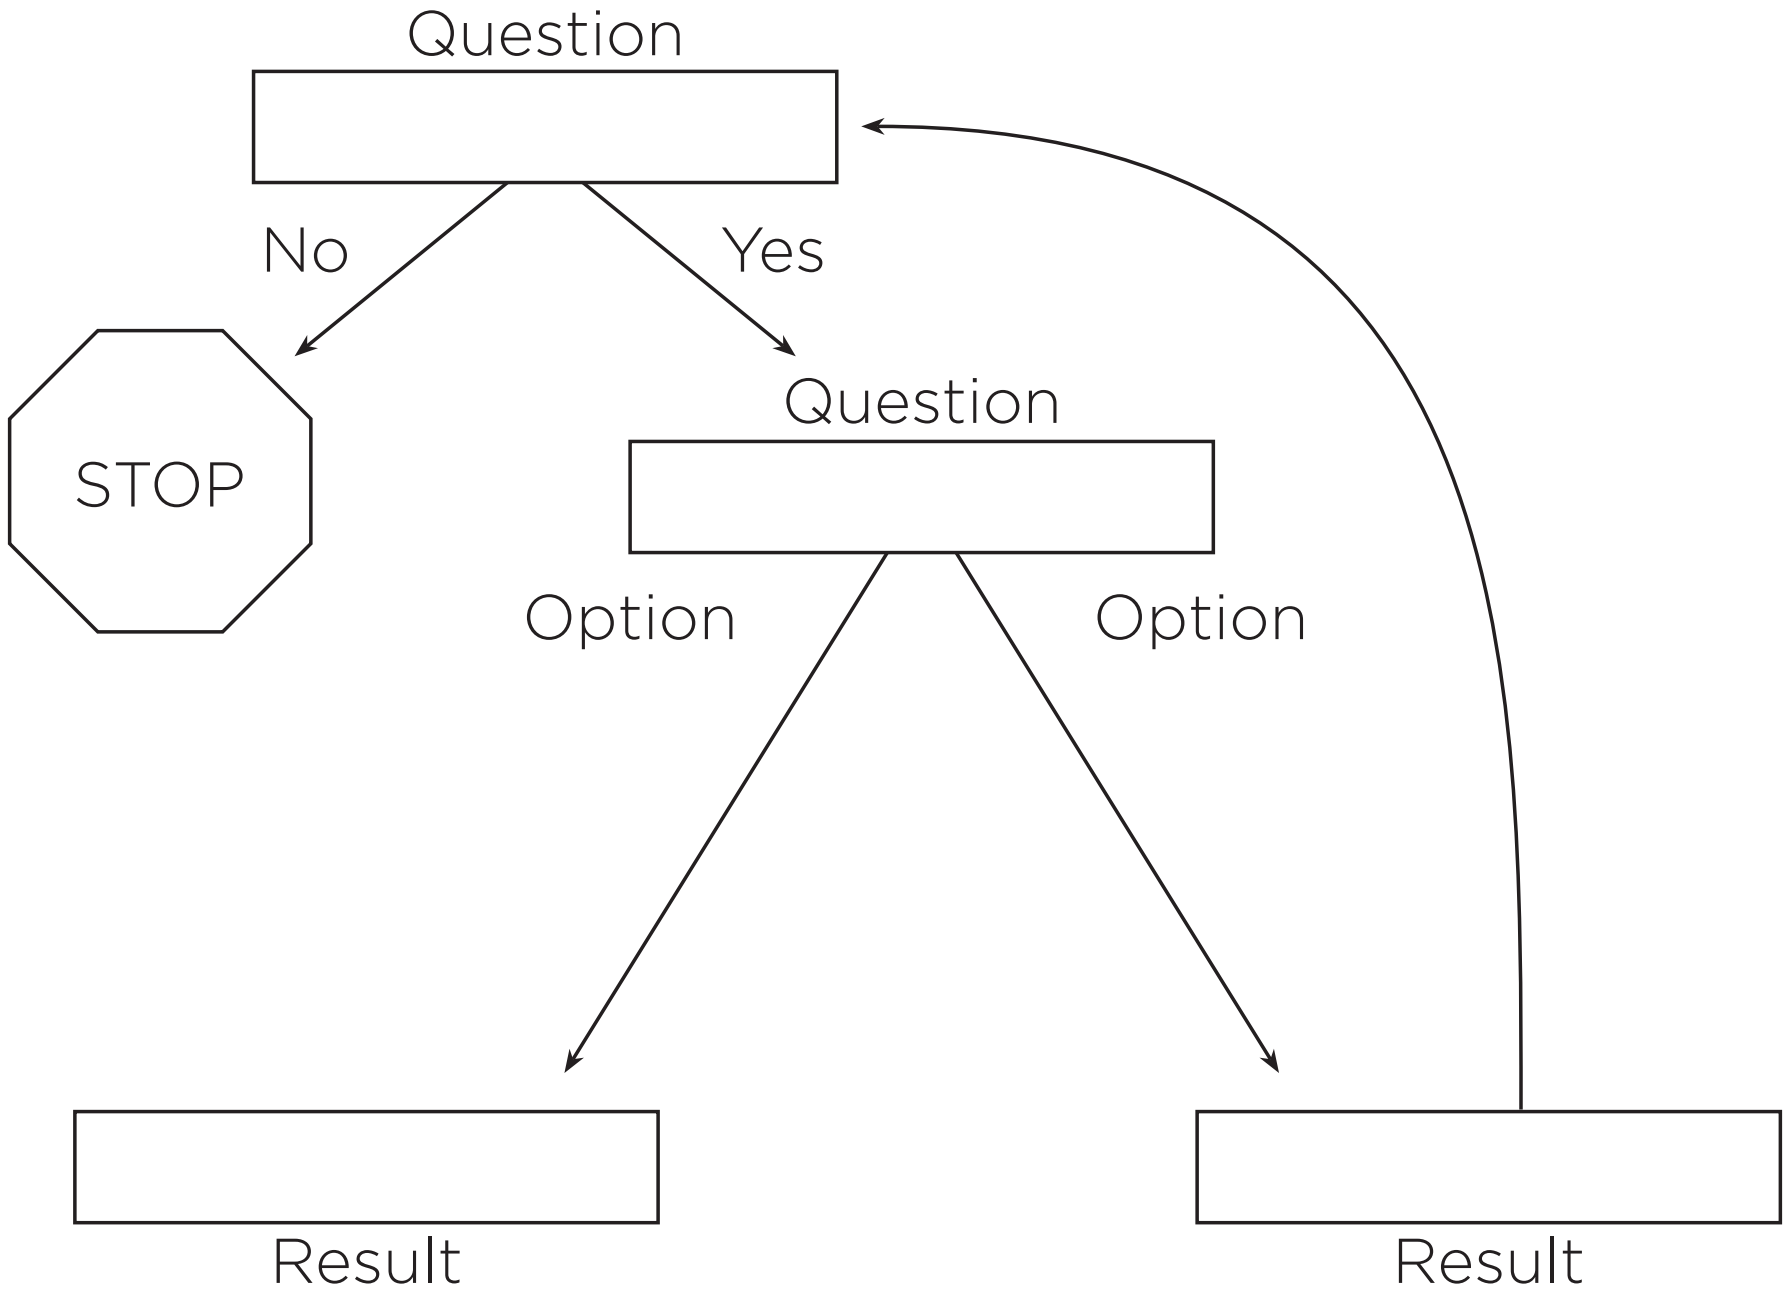 Question
No
Yes
Question
STOP
Option
Option
Result
Result